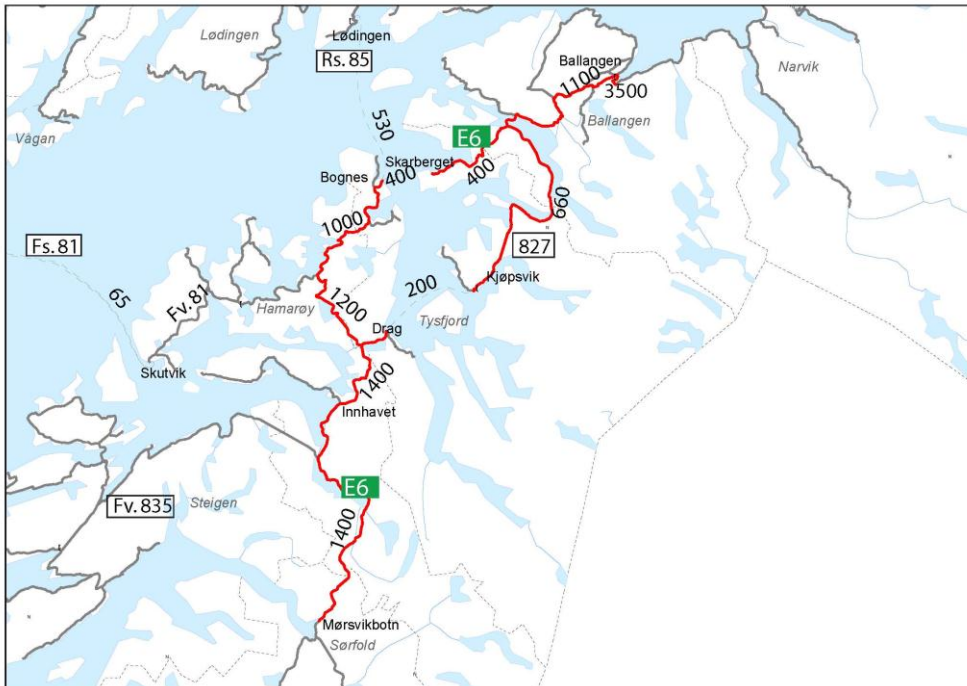 Lødingen
Lødingen
Rs. 85
Ballangen
1100
3500
Narvik
Ballangen
Vågan
530
E6
Skarberget
400
400
Bognes
1000
660
827
Fs. 81
65
Fv. 81
Kjøpsvik
200
Hamarøy
1200
Tysfjord
Drag
Skutvik
1400
Innhavet
E6
Fv. 835
Steigen
1400
Mørsvikbotn
Sørfold